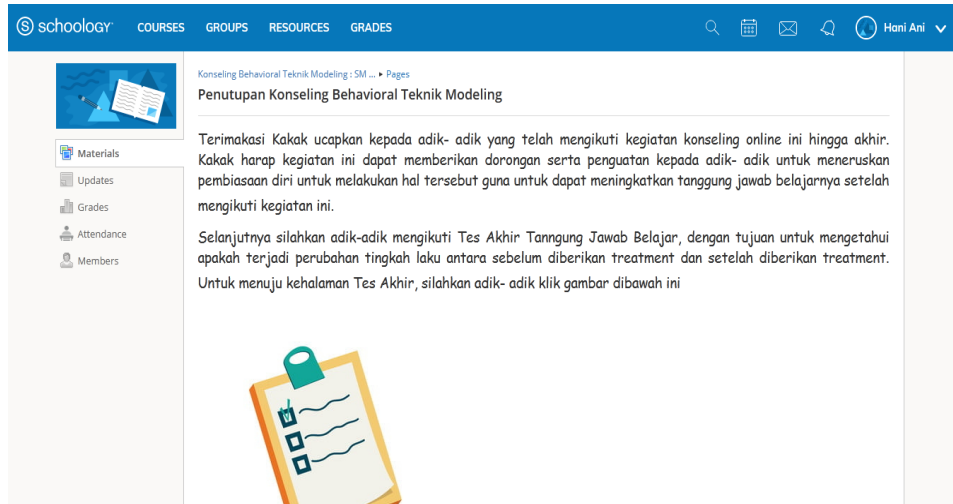 S schoology COURSES GROUPS RESOURCES GRADES Hani Ani
Konseling Behavioral Teknik Modeling : SM ... ▸ Pages
Penutupan Konseling Behavioral Teknik Modeling
Materials
Updates
Grades
Attendance
Members
Terimakasi Kakak ucapkan kepada adik- adik yang telah mengikuti kegiatan konseling online ini hingga akhir.
Kakak harap kegiatan ini dapat memberikan dorongan serta penguatan kepada adik- adik untuk meneruskan
pembiasaan diri untuk melakukan hal tersebut guna untuk dapat meningkatkan tanggung jawab belajarnya setelah
mengikuti kegiatan ini.
Selanjutnya silahkan adik-adik mengikuti Tes Akhir Tanngung Jawab Belajar, dengan tujuan untuk mengetahui
apakah terjadi perubahan tingkah laku antara sebelum diberikan treatment dan setelah diberikan treatment.
Untuk menuju kehalaman Tes Akhir, silahkan adik- adik klik gambar dibawah ini